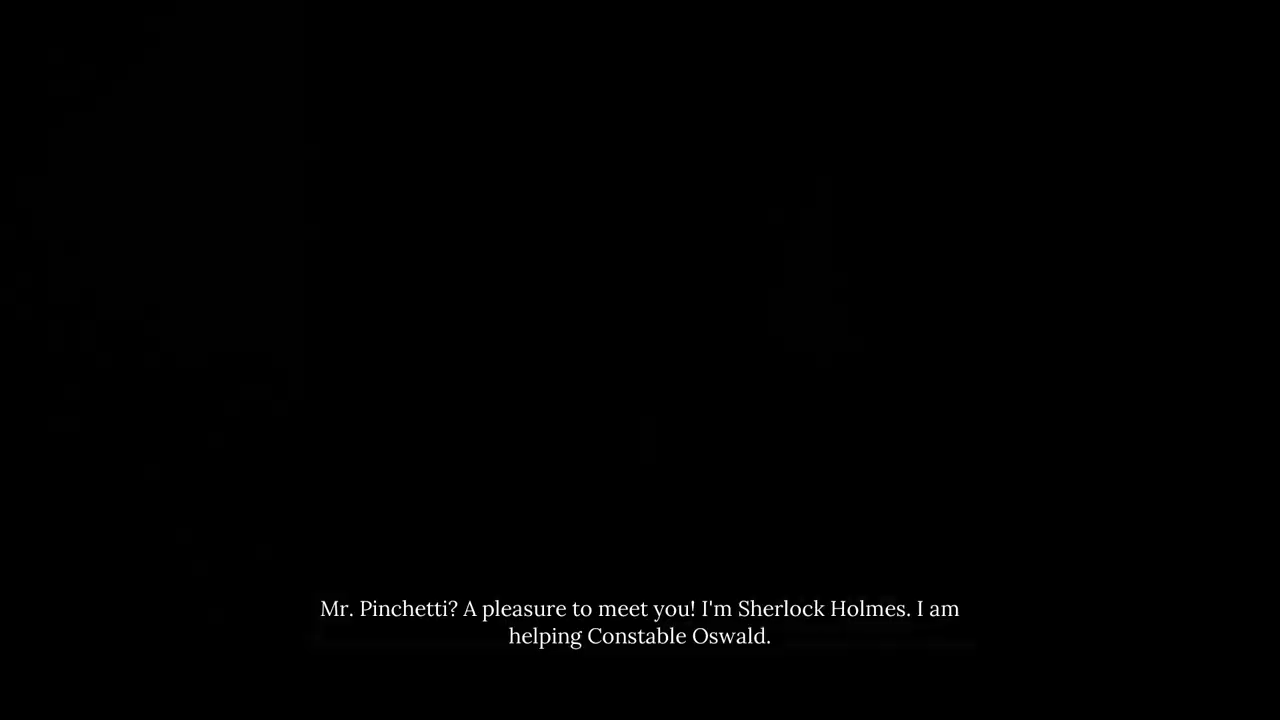 Mr. Pinchetti? A pleasure to meet you! I'm Sherlock Holmes. I am
helping Constable Oswald.